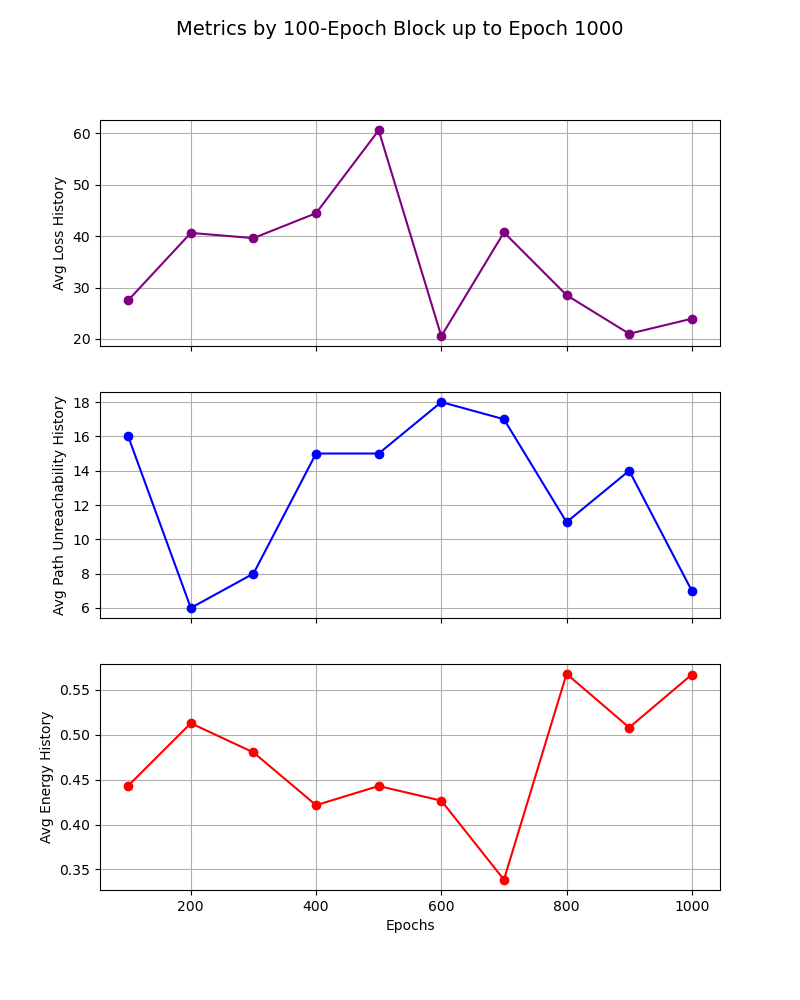 Metrics by 100-Epoch Block up to Epoch 1000
60
50
40
30
20
Avg Loss History
18
16
14
12
10
8
6
Avg Path Unreachability History
0.55
0.50
0.45
0.40
0.35
Avg Energy History
200 400 600 800 1000
Epochs